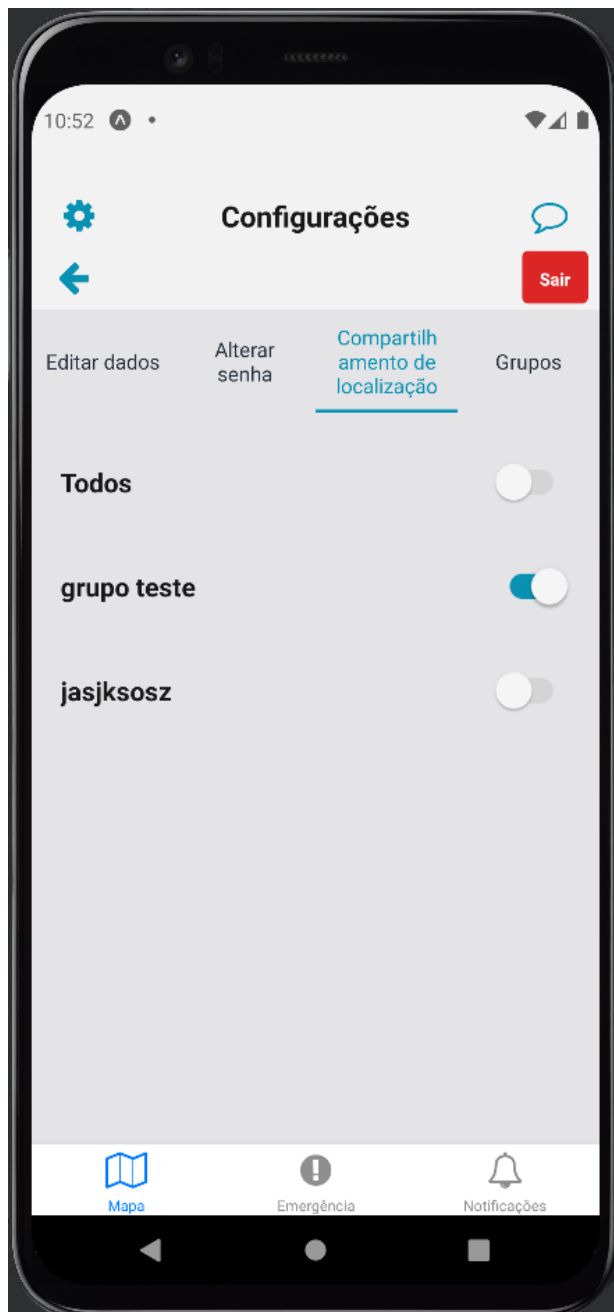 10:52
Configurações
Sair
Editar dados
Alterar
senha
Compartilh
amento de
localização
Grupos
Todos
grupo teste
jasjksosz
Mapa
Emergência
Notificações